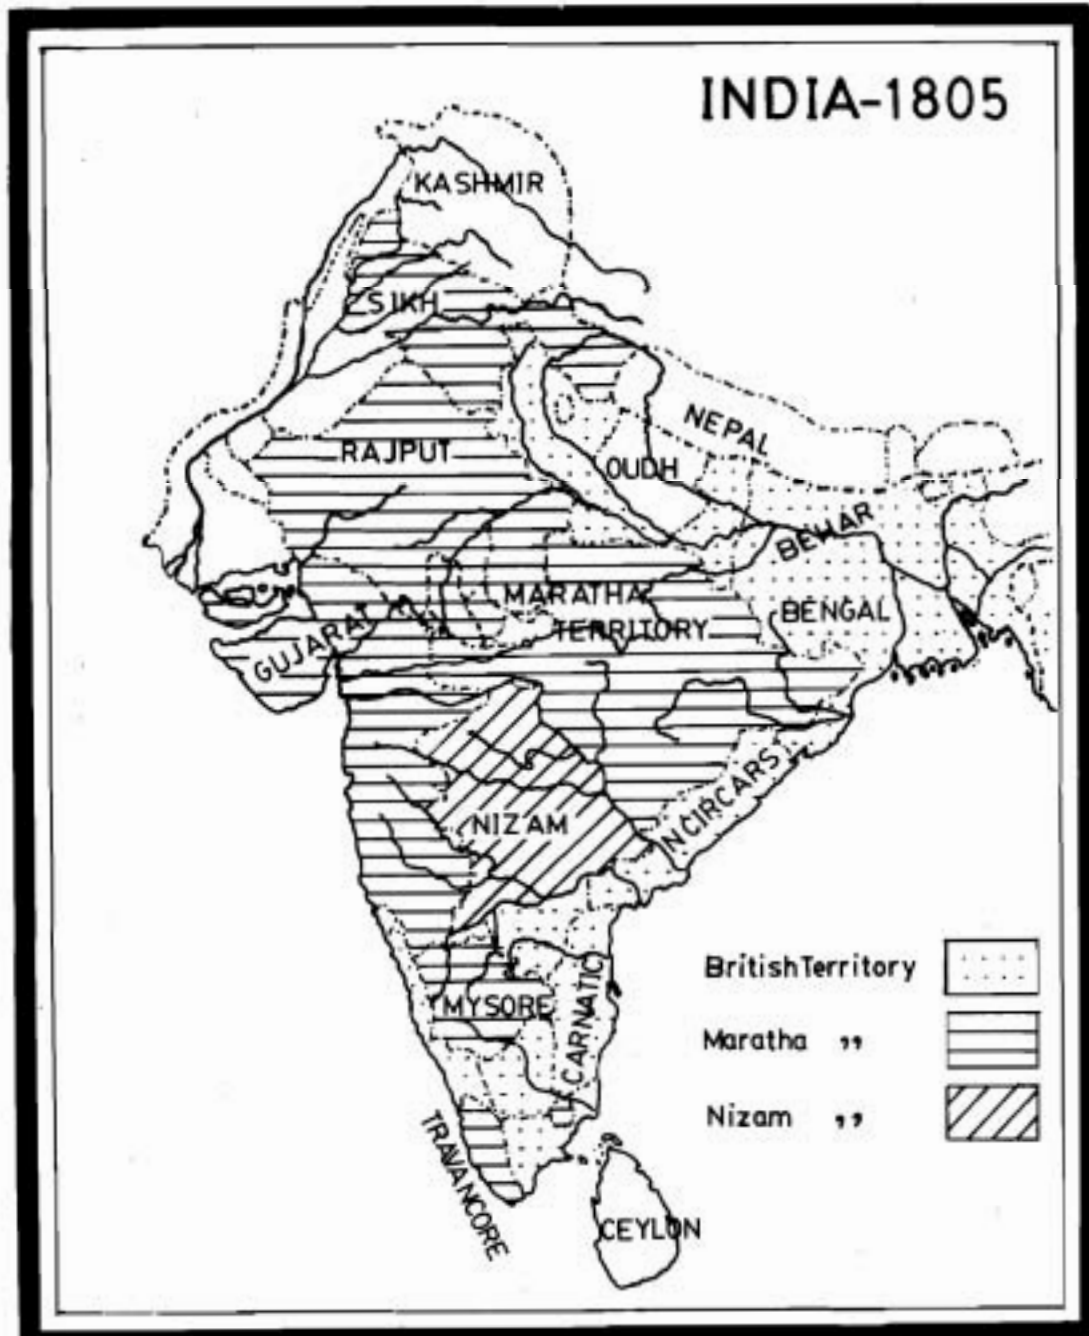 INDIA-1805
KASHMIR
SIKH
RAJPUT
NEPAL
OUDH
BEHAR
MARATHA
TERRITORY
BENGAL
GUJARAT
NIZAM
N CIRCARS
MYSORE
CARNATIC
TRAVANCORE
CEYLON
British Territory
Maratha ,,
Nizam ,,